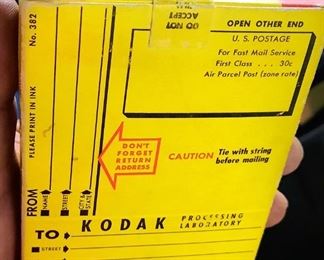 DO NOT
ACCEPT
OPEN OTHER END
U. S. POSTAGE
For Fast Mail Service
First Class . . . 30c
Air Parcel Post (zone rate)
No. 382
PLEASE PRINT IN INK
DON'T
FORGET
RETURN
ADDRESS
CAUTION Tie with string
before mailing
FROM
NAME
STREET
CITY &
STATE
TO KODAK PROCESSING
LABORATORY
STREET